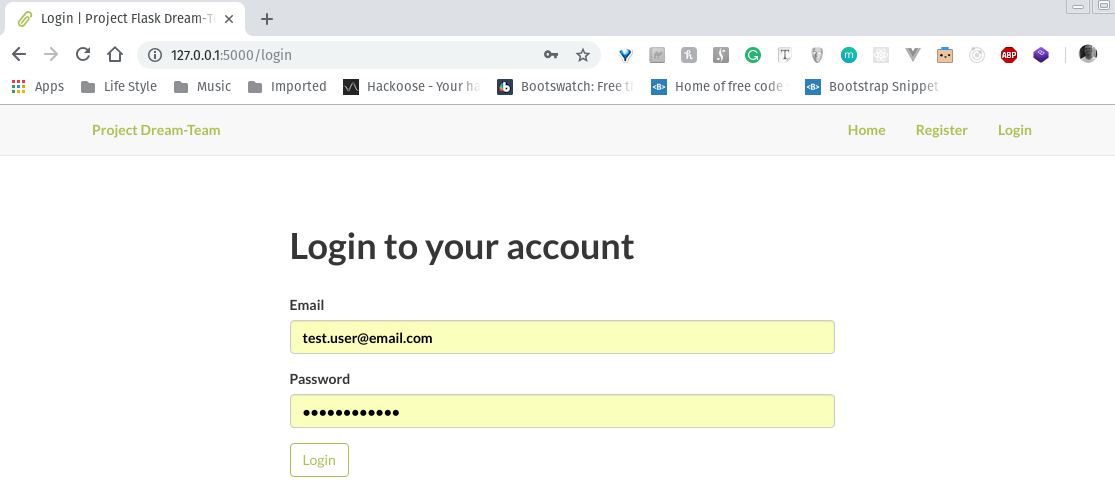 Login | Project Flask Dream-T
127.0.0.1:5000/login
ABP
Apps Life Style Music Imported Hackoose - Your ha Bootswatch: Free t Home of free code Bootstrap Snippet
Project Dream-Team Home Register Login
Login to your account
Email
test.user@email.com
Password
••••••••••••
Login